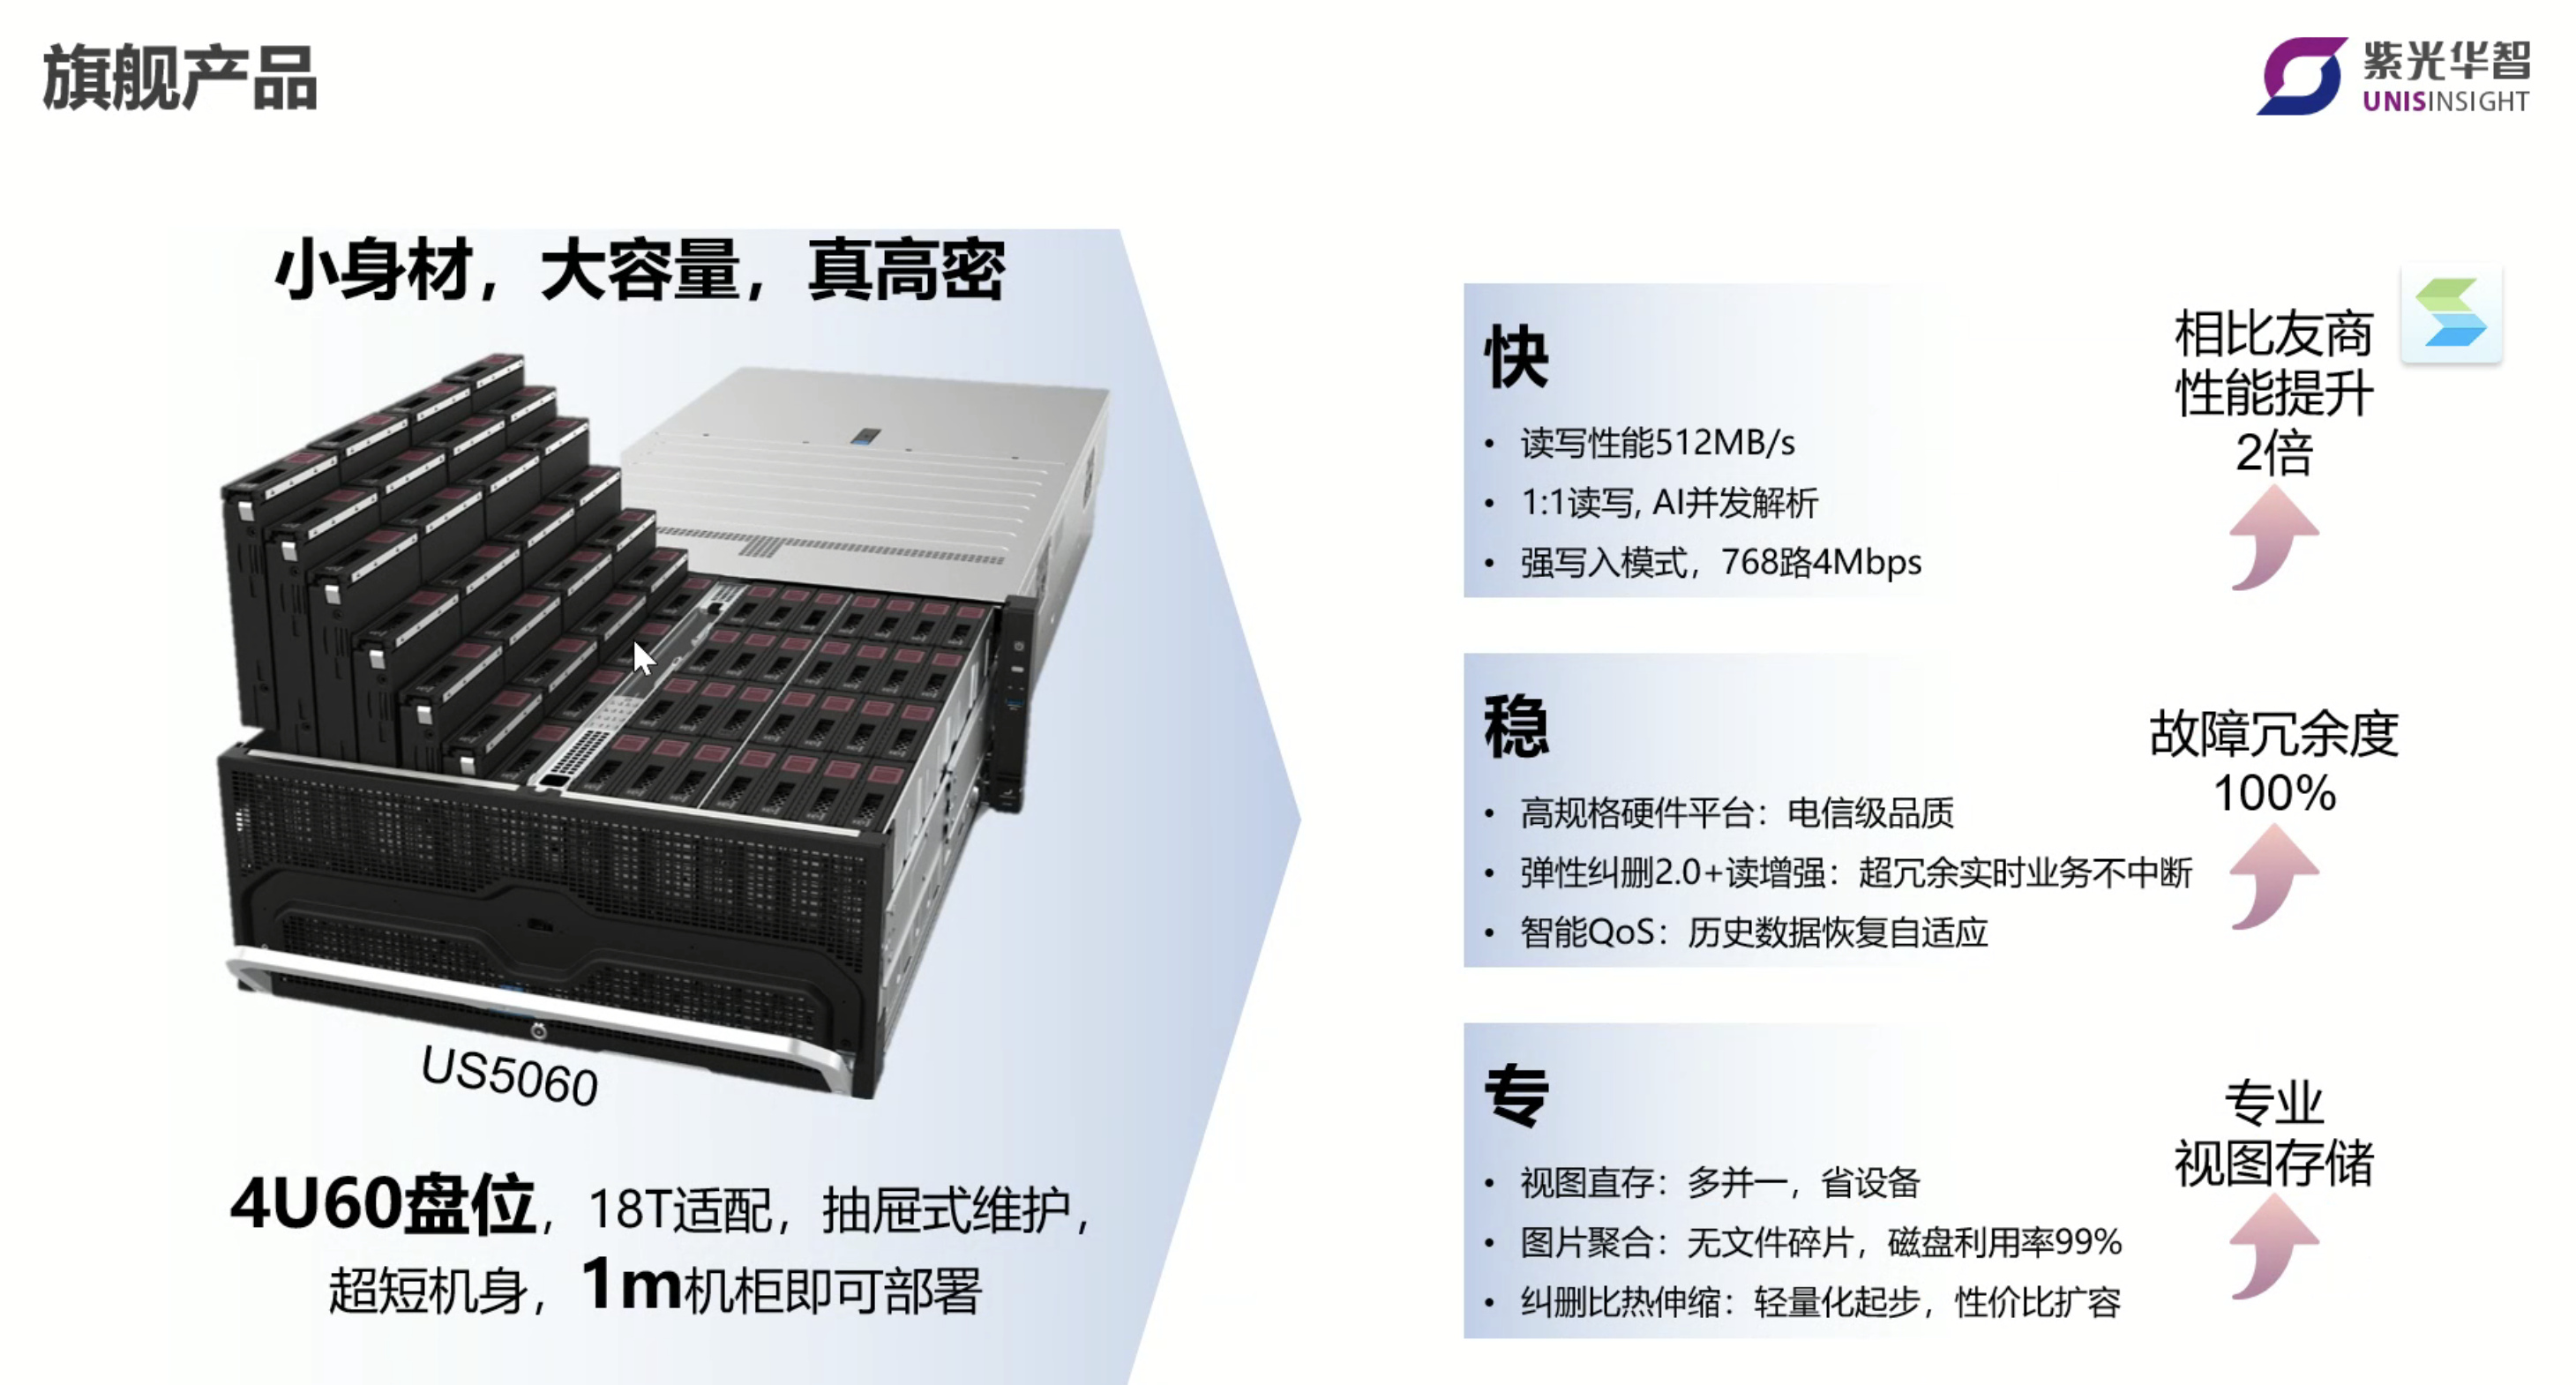 旗舰产品
紫光华智
UNISINSIGHT
小身材，大容量，真高密
US5060
4U60盘位，18T适配，抽屉式维护，
超短机身，1m机柜即可部署
快
• 读写性能512MB/s
• 1:1读写, AI并发解析
• 强写入模式，768路4Mbps
相比友商
性能提升
2倍
稳
• 高规格硬件平台：电信级品质
• 弹性纠删2.0+读增强：超冗余实时业务不中断
• 智能QoS：历史数据恢复自适应
故障冗余度
100%
专
• 视图直存：多并一，省设备
• 图片聚合：无文件碎片，磁盘利用率99%
• 纠删比热伸缩：轻量化起步，性价比扩容
专业
视图存储